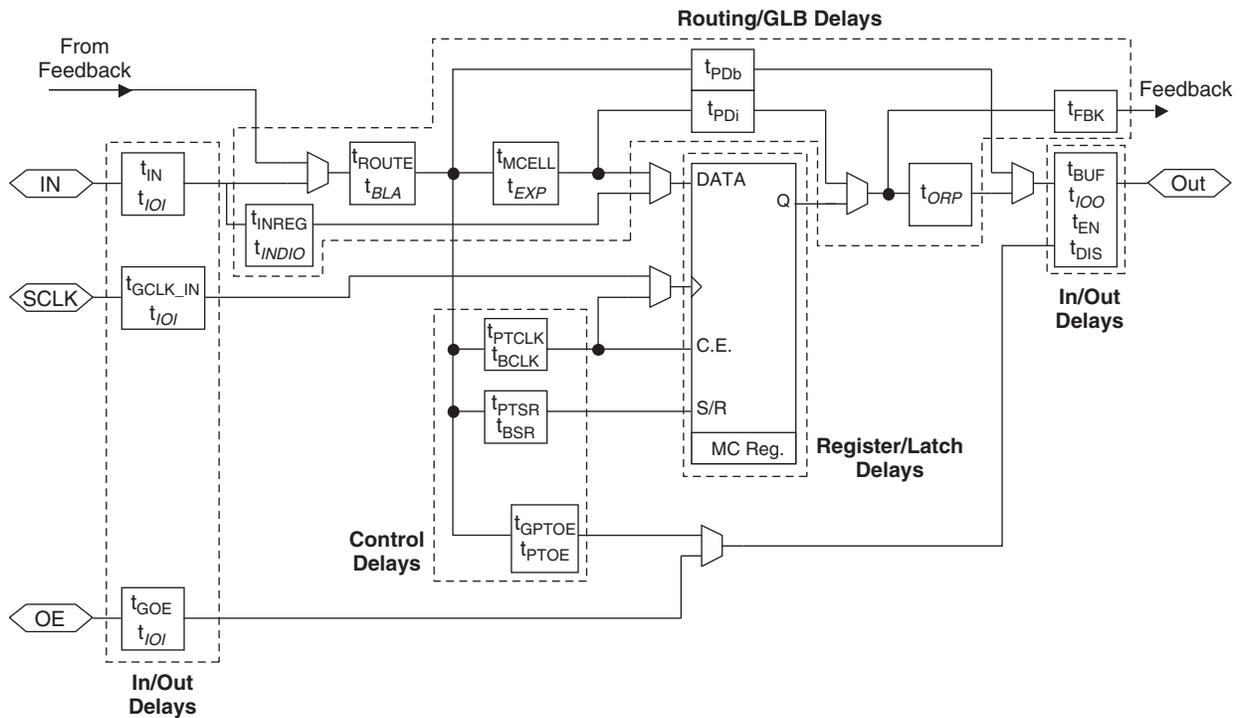 Routing/GLB Delays
From
Feedback
tPDb
tPDi
tFBK
Feedback
IN
tIN
tIOI
tROUTE
tBLA
tMCELL
tEXP
tINREG
tINDIO
DATA
Q
tORP
tBUF
tIOO
tEN
tDIS
Out
In/Out
Delays
SCLK
tGCLK_IN
tIOI
tPTCLK
tBCLK
C.E.
tPTSR
tBSR
S/R
MC Reg.
Register/Latch
Delays
Control
Delays
tGPTOE
tPTOE
OE
tGOE
tIOI
In/Out
Delays